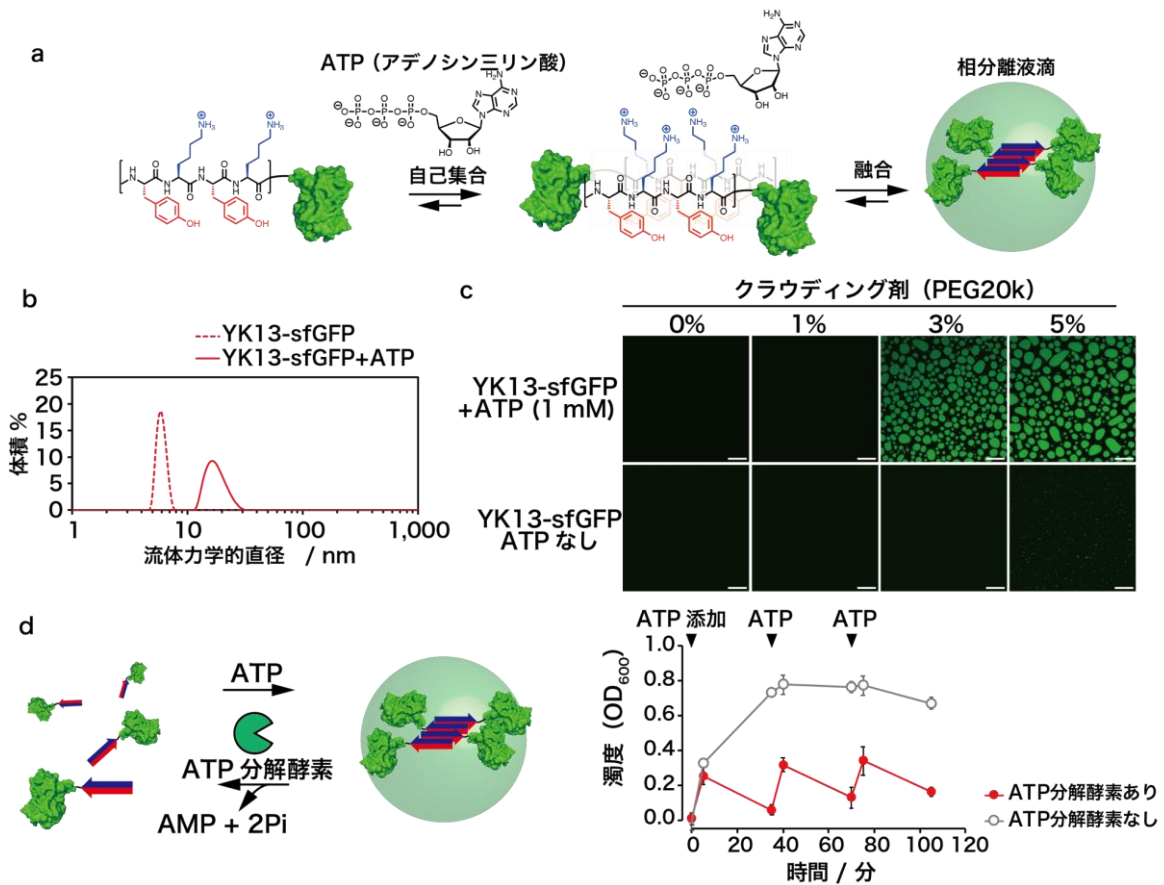 a
ATP（アデノシン三リン酸）
自己集合
融合
相分離液滴
b
YK13-sfGFP
YK13-sfGFP+ATP
体積 %
25
20
15
10
5
0
1 10 100 1,000
流体力学的直径 / nm
c
クラウディング剤（PEG20k）
0% 1% 3% 5%
YK13-sfGFP
+ATP (1 mM)
YK13-sfGFP
ATP なし
d
ATP
ATP 分解酵素
AMP + 2Pi
ATP 添加 ATP ATP
濁度（OD600）
1.0
0.8
0.6
0.4
0.2
0.0
0 20 40 60 80 100 120
時間 / 分
ATP分解酵素あり
ATP分解酵素なし